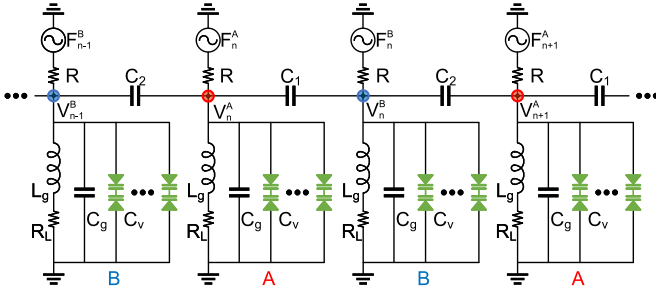 F^B_{n-1} F^A_n F^B_n F^A_{n+1}
R R R R
C_2 C_1 C_2 C_1
••• •••
V^B_{n-1} V^A_n V^B_n V^A_{n+1}
••• ••• ••• •••
L_g L_g L_g L_g
C_g C_v C_g C_v C_g C_v C_g C_v
R_L R_L R_L R_L
B A B A